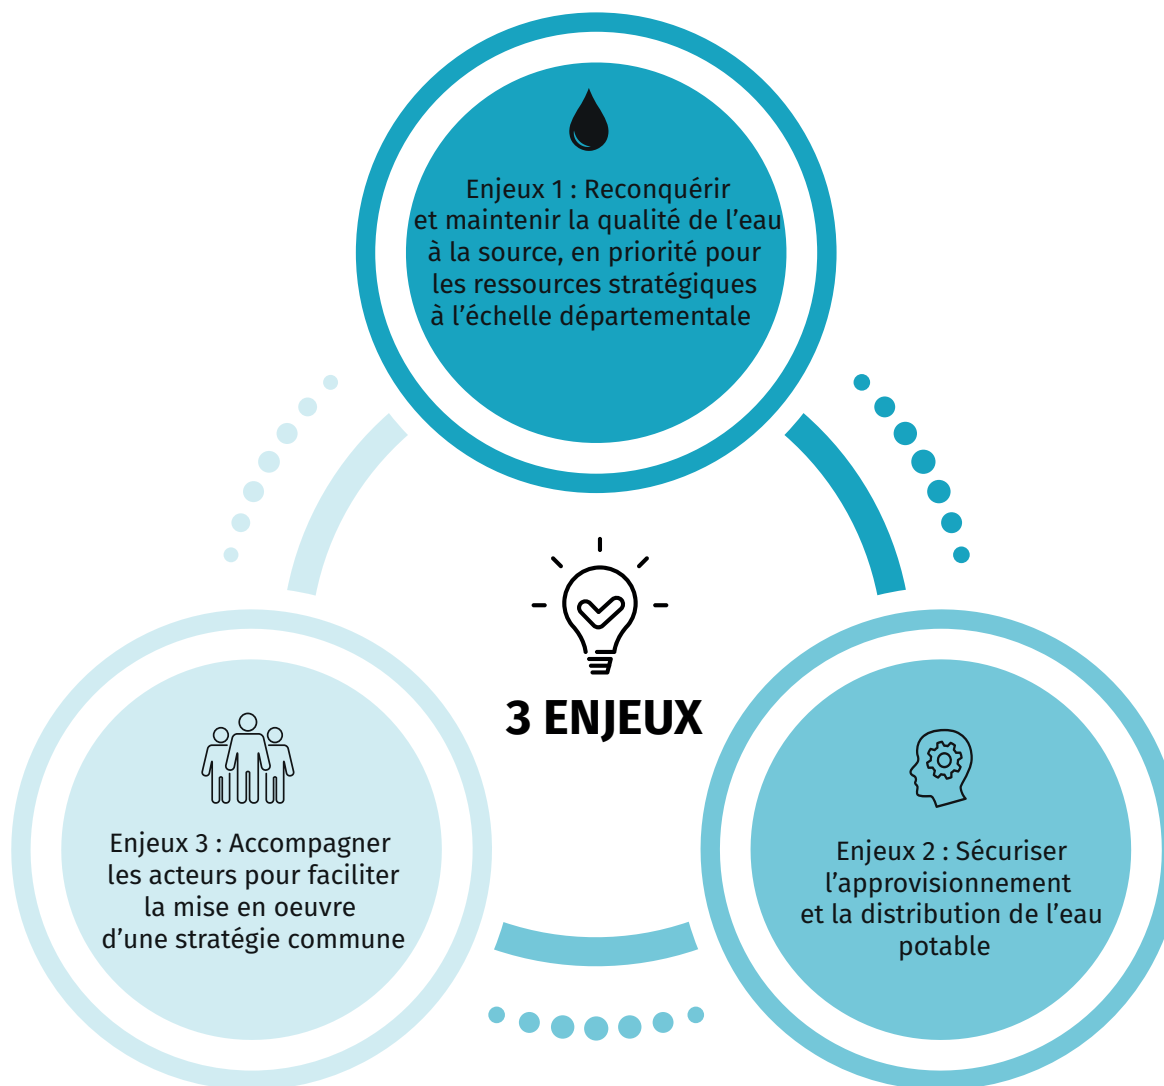 Enjeux 1 : Reconquérir
et maintenir la qualité de l’eau
à la source, en priorité pour
les ressources stratégiques
à l’échelle départementale
3 ENJEUX
Enjeux 3 : Accompagner
les acteurs pour faciliter
la mise en oeuvre
d’une stratégie commune
Enjeux 2 : Sécuriser
l’approvisionnement
et la distribution de l’eau
potable